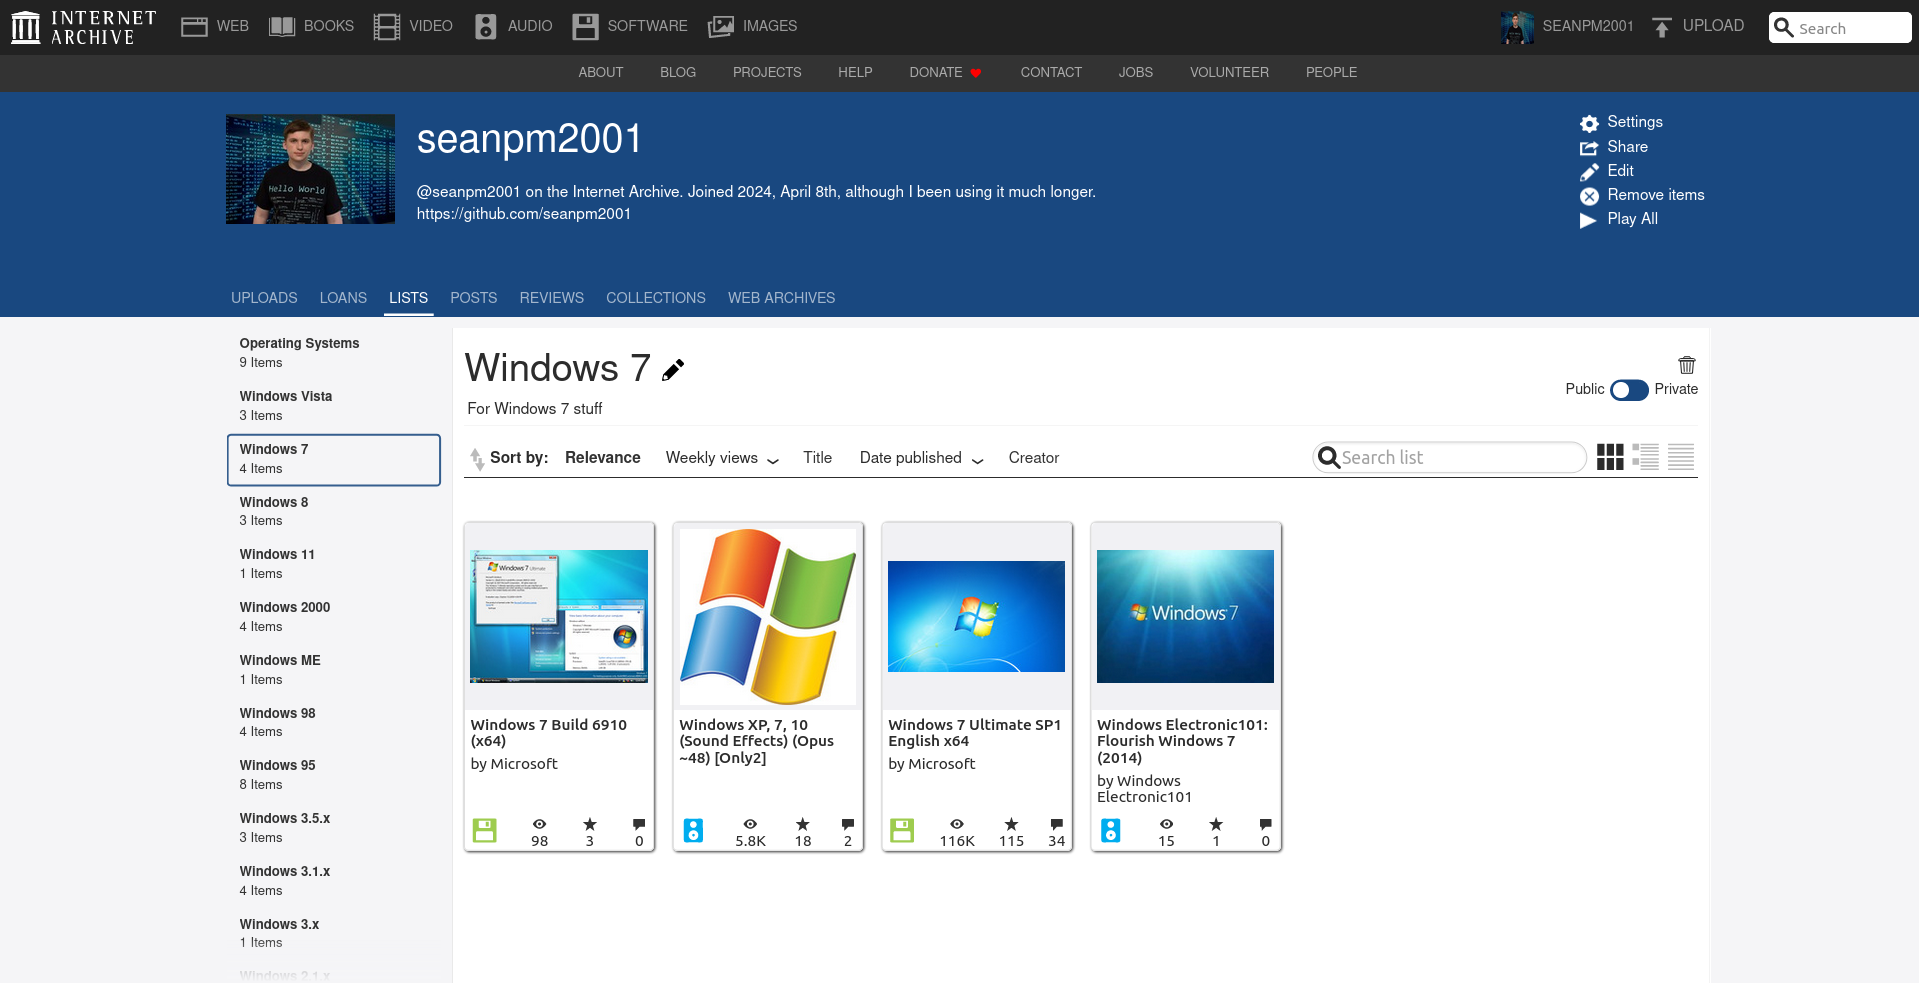 INTERNET
ARCHIVE
WEB
BOOKS
VIDEO
AUDIO
SOFTWARE
IMAGES
SEANPM2001
UPLOAD
Search
ABOUT
BLOG
PROJECTS
HELP
DONATE
CONTACT
JOBS
VOLUNTEER
PEOPLE
Hello World
seanpm2001
@seanpm2001 on the Internet Archive. Joined 2024, April 8th, although I been using it much longer.
https://github.com/seanpm2001
Settings
Share
Edit
Remove items
Play All
UPLOADS
LOANS
LISTS
POSTS
REVIEWS
COLLECTIONS
WEB ARCHIVES
Operating Systems
9 Items
Windows Vista
3 Items
Windows 7
4 Items
Windows 8
3 Items
Windows 11
1 Items
Windows 2000
4 Items
Windows ME
1 Items
Windows 98
4 Items
Windows 95
8 Items
Windows 3.5.x
3 Items
Windows 3.1.x
4 Items
Windows 3.x
1 Items
Windows 2.1.x
Windows 7
For Windows 7 stuff
Public
Private
Sort by:
Relevance
Weekly views
Title
Date published
Creator
Search list
Windows 7 Ultimate
Windows 7 Build 6910
(x64)
by Microsoft
98
3
0
Windows XP, 7, 10
(Sound Effects) (Opus
~48) [Only2]
5.8K
18
2
Windows 7 Ultimate SP1
English x64
by Microsoft
116K
115
34
Windows 7
Windows Electronic101:
Flourish Windows 7
(2014)
by Windows
Electronic101
15
1
0